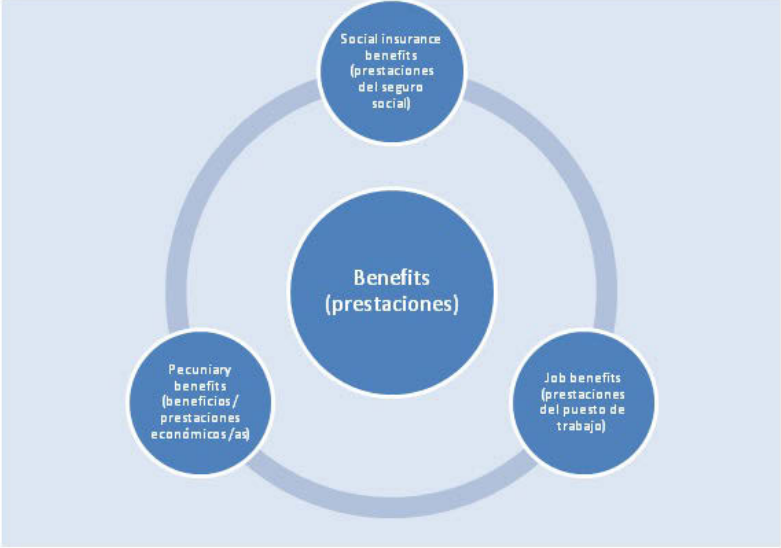 Social insurance
benefits
(prestaciones
del seguro
social)
Benefits
(prestaciones)
Pecuniary
benefits
(beneficios/
prestaciones
económicos/as)
Job benefits
(prestaciones
del puesto de
trabajo)